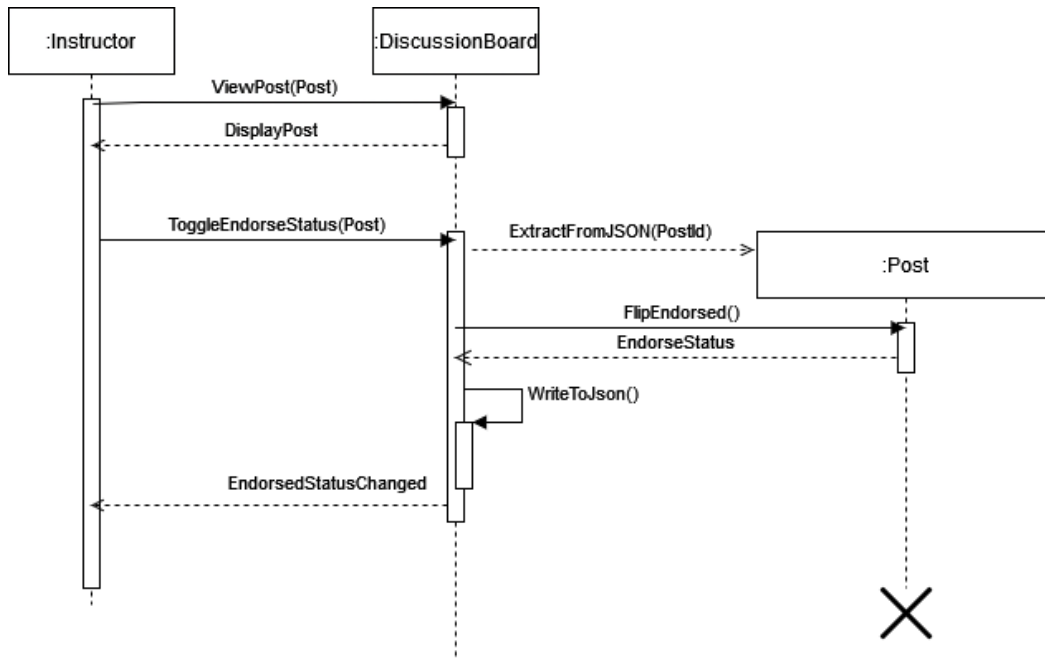 :Instructor
:DiscussionBoard
ViewPost(Post)
DisplayPost
ToggleEndorseStatus(Post)
ExtractFromJSON(PostId)
:Post
FlipEndorsed()
EndorseStatus
WriteToJson()
EndorsedStatusChanged